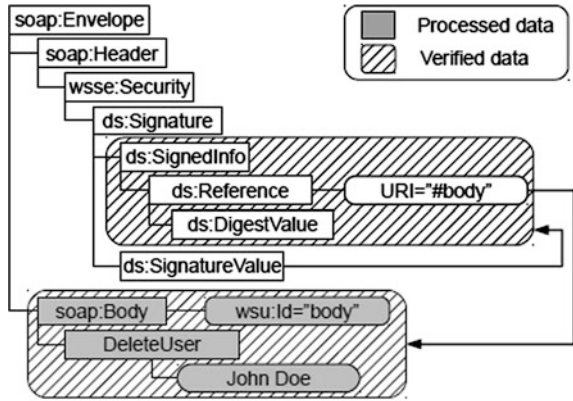 soap:Envelope
Processed data
soap:Header
Verified data
wsse:Security
ds:Signature
ds:SignedInfo
ds:Reference
URI="#body"
ds:DigestValue
ds:SignatureValue
soap:Body
wsu:Id="body"
DeleteUser
John Doe